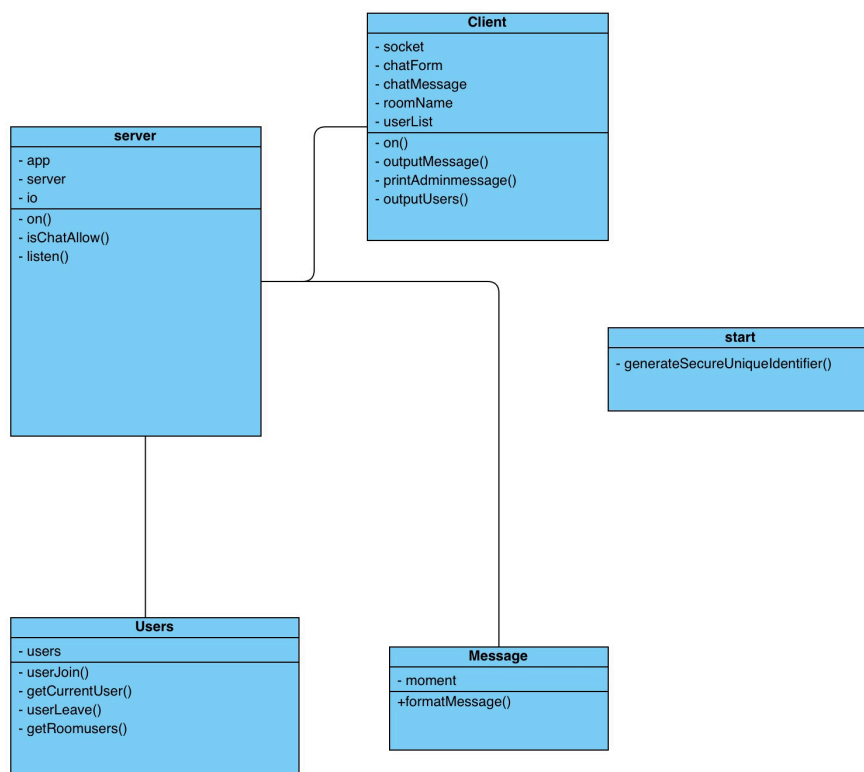 Client
- socket
- chatForm
- chatMessage
- roomName
- userList
- on()
- outputMessage()
- printAdminmessage()
- outputUsers()
server
- app
- server
- io
- on()
- isChatAllow()
- listen()
start
- generateSecureUniqueIdentifier()
Users
- users
- userJoin()
- getCurrentUser()
- userLeave()
- getRoomusers()
Message
- moment
+formatMessage()